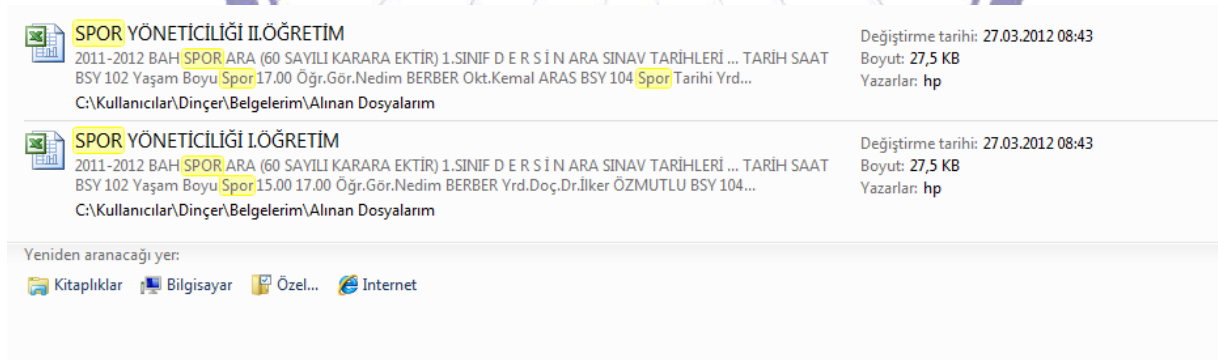 SPOR YÖNETİCİLİĞİ II.ÖĞRETİM
2011-2012 BAH SPOR ARA (60 SAYILI KARARA EKTİR) 1.SINIF D E R S İ N ARA SINAV TARİHLERİ ... TARİH SAAT
BSY 102 Yaşam Boyu Spor 17.00 Öğr.Gör.Nedim BERBER Okt.Kemal ARAS BSY 104 Spor Tarihi Yrd...
C:\Kullanıcılar\Dinçer\Belgelerim\Alınan Dosyalarım
Değiştirme tarihi: 27.03.2012 08:43
Boyut: 27,5 KB
Yazarlar: hp
SPOR YÖNETİCİLİĞİ I.ÖĞRETİM
2011-2012 BAH SPOR ARA (60 SAYILI KARARA EKTİR) 1.SINIF D E R S İ N ARA SINAV TARİHLERİ ... TARİH SAAT
BSY 102 Yaşam Boyu Spor 15.00 17.00 Öğr.Gör.Nedim BERBER Yrd.Doç.Dr.İlker ÖZMUTLU BSY 104...
C:\Kullanıcılar\Dinçer\Belgelerim\Alınan Dosyalarım
Değiştirme tarihi: 27.03.2012 08:43
Boyut: 27,5 KB
Yazarlar: hp
Yeniden aranacağı yer:
Kitaplıklar Bilgisayar Özel... Internet